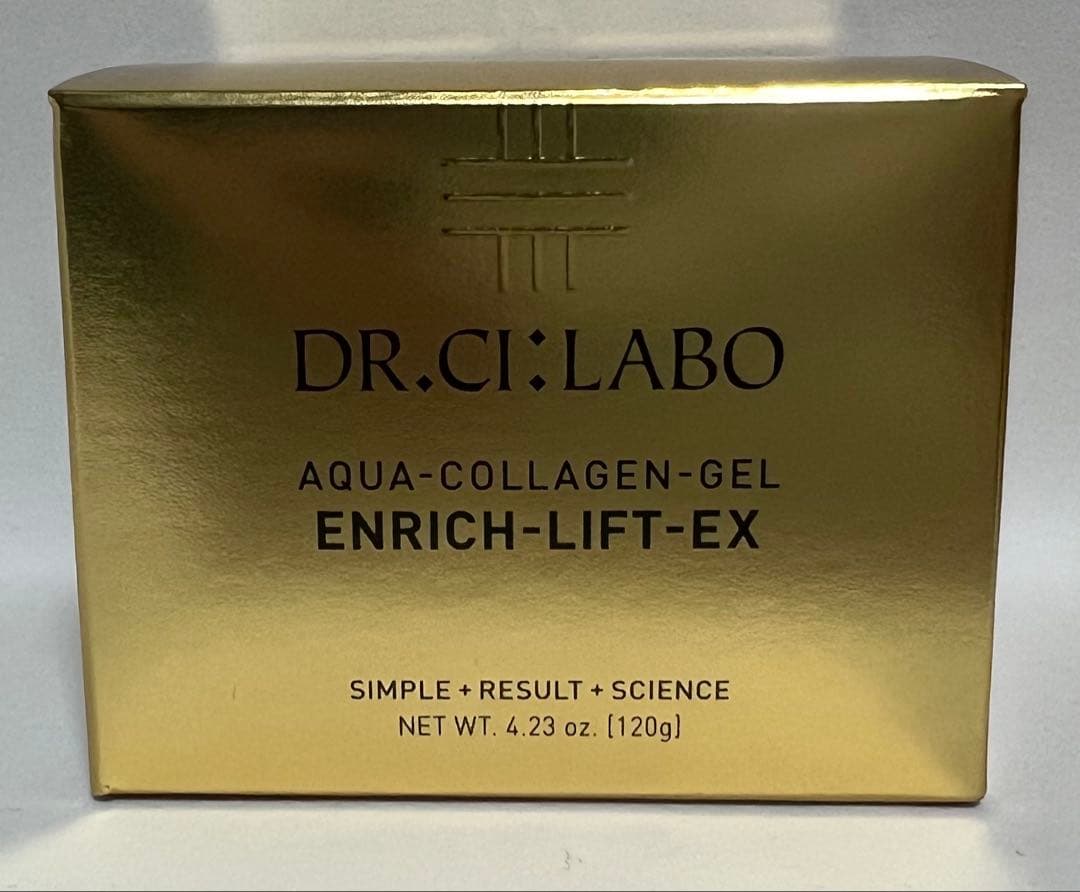 DR.CI:LABO
AQUA-COLLAGEN-GEL
ENRICH-LIFT-EX
SIMPLE + RESULT + SCIENCE
NET WT. 4.23 oz. [120g]